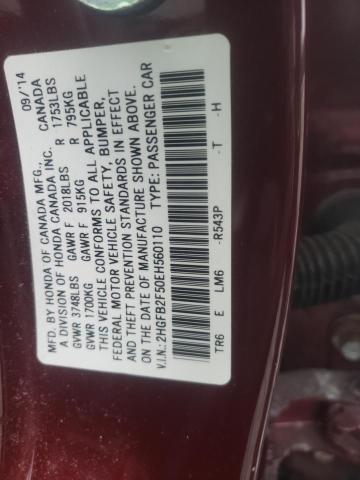 MFD. BY HONDA OF CANADA MFG., 09/'14
A DIVISION OF HONDA CANADA INC. CANADA
GVWR 3748LBS GAWR F 2018LBS R 1753LBS
GVWR 1700KG GAWR F 915KG R 795KG
THIS VEHICLE CONFORMS TO ALL APPLICABLE
FEDERAL MOTOR VEHICLE SAFETY, BUMPER,
AND THEFT PREVENTION STANDARDS IN EFFECT
ON THE DATE OF MANUFACTURE SHOWN ABOVE.
V.I.N.: 2HGFB2F50EH560110 TYPE: PASSENGER CAR
TR6 E LM6 -R543P -T -H